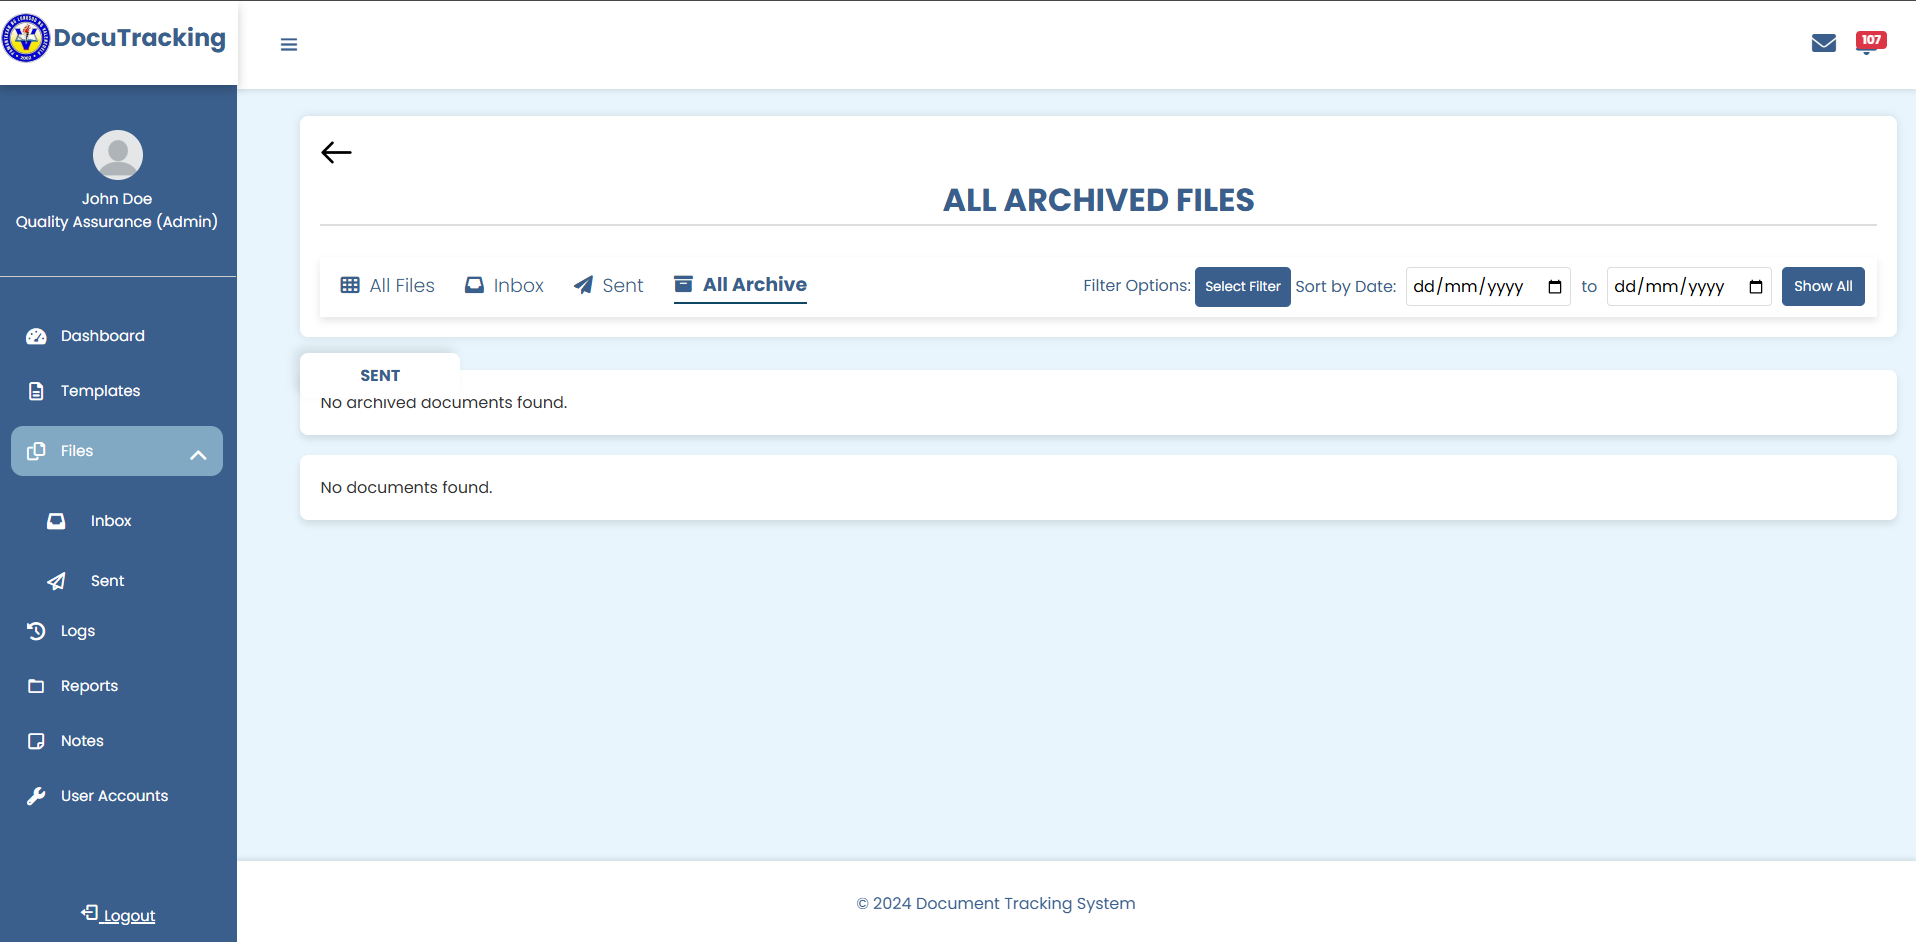 DocuTracking
107
John Doe
Quality Assurance (Admin)
Dashboard
Templates
Files
Inbox
Sent
Logs
Reports
Notes
User Accounts
Logout
ALL ARCHIVED FILES
All Files Inbox Sent All Archive Filter Options: Select Filter Sort by Date: dd/mm/yyyy to dd/mm/yyyy Show All
SENT
No archived documents found.
No documents found.
© 2024 Document Tracking System